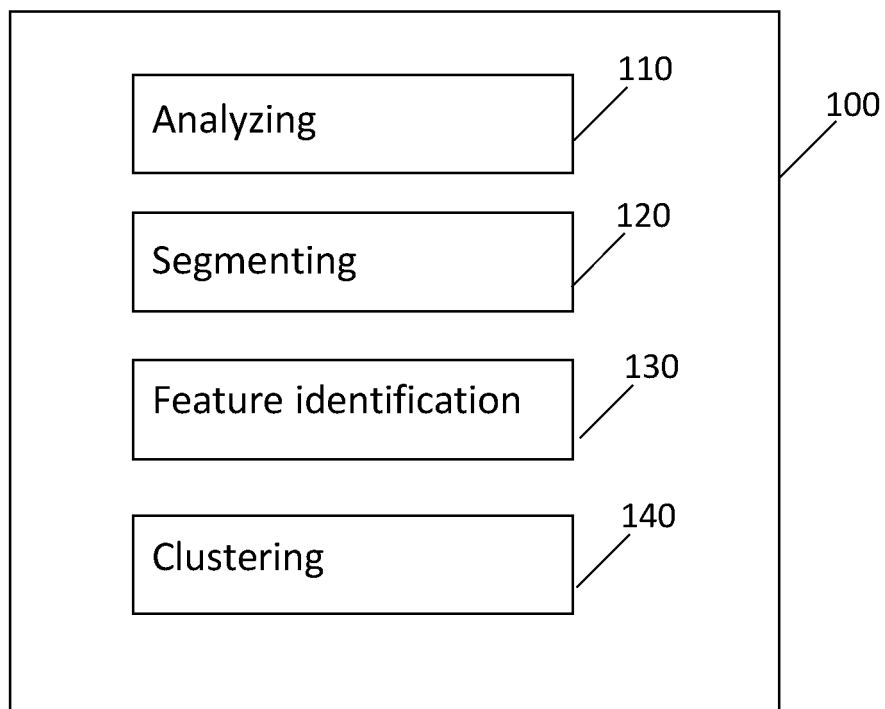 110
Analyzing
100
120
Segmenting
130
Feature identification
140
Clustering